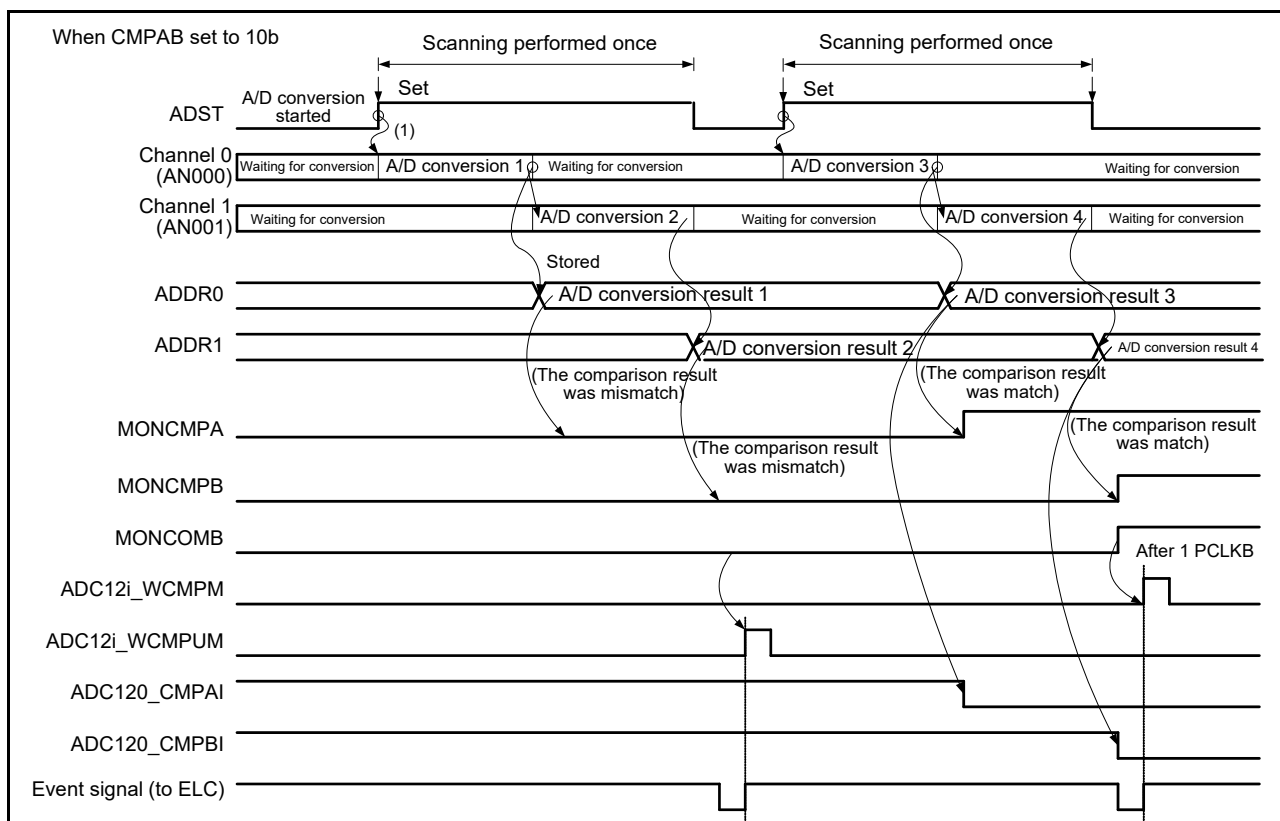 When CMPAB set to 10b
Scanning performed once
Scanning performed once
ADST
A/D conversion
started
Set
Set
(1)
Channel 0
(AN000)
Waiting for conversion
A/D conversion 1
Waiting for conversion
A/D conversion 3
Waiting for conversion
Channel 1
(AN001)
Waiting for conversion
A/D conversion 2
Waiting for conversion
A/D conversion 4
Waiting for conversion
Stored
ADDR0
A/D conversion result 1
A/D conversion result 3
ADDR1
A/D conversion result 2
A/D conversion result 4
(The comparison result
was mismatch)
(The comparison result
was match)
MONCMPA
(The comparison result
was mismatch)
(The comparison result
was match)
MONCMPB
MONCOMB
After 1 PCLKB
ADC12i_WCMPM
ADC12i_WCMPUM
ADC120_CMPAI
ADC120_CMPBI
Event signal (to ELC)